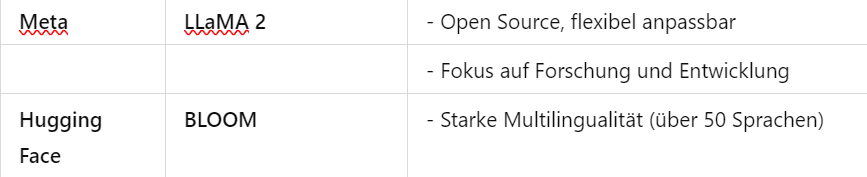 Meta LLaMA 2 - Open Source, flexibel anpassbar
- Fokus auf Forschung und Entwicklung
Hugging Face BLOOM - Starke Multilingualität (über 50 Sprachen)